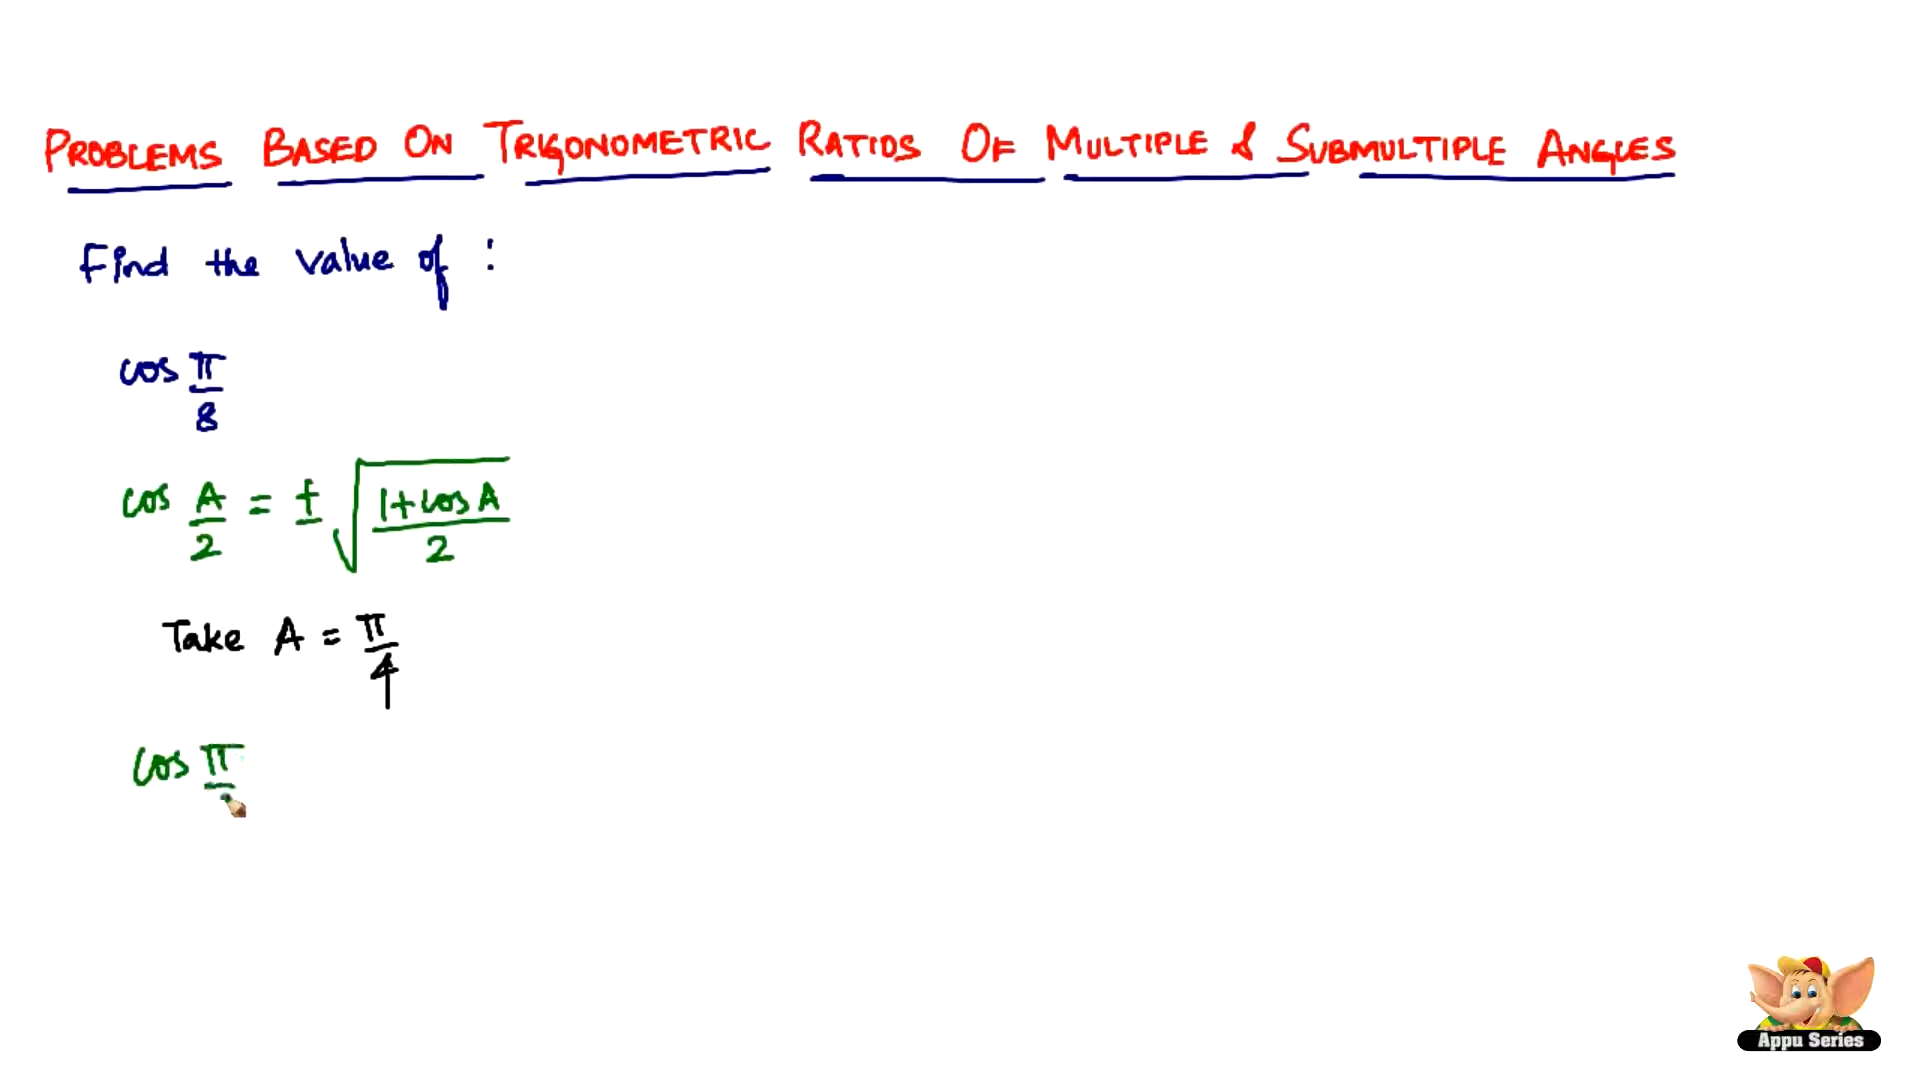 PROBLEMS BASED ON TRIGONOMETRIC RATIOS OF MULTIPLE & SUBMULTIPLE ANGLES
Find the value of :
cos π/8
cos A/2 = ± √((1+cos A)/2)
Take A = π/4
cos π
Appu Series